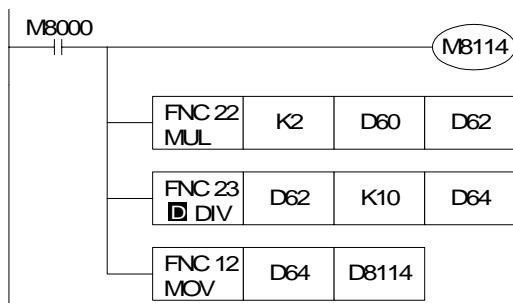 M8000
M8114
FNC 22 K2 D60 D62
MUL
FNC 23 D62 K10 D64
D DIV
FNC 12 D64 D8114
MOV